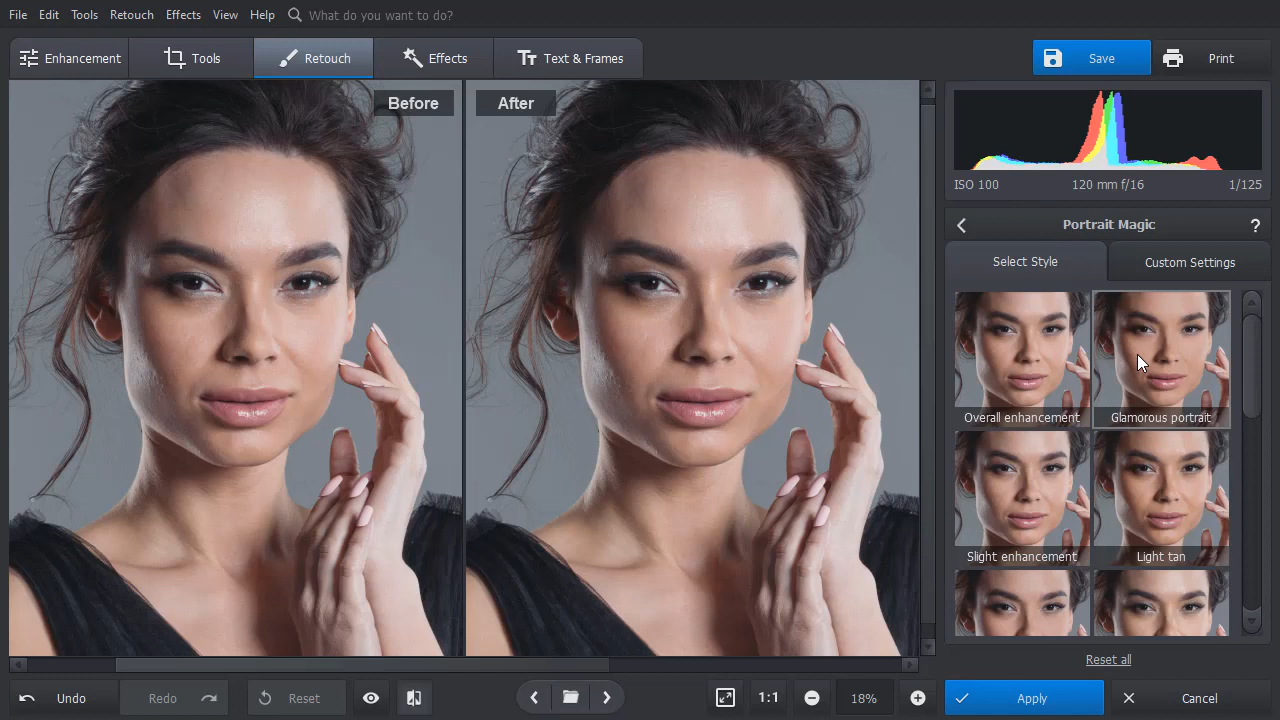 File Edit Tools Retouch Effects View Help What do you want to do?
Enhancement Tools Retouch Effects Text & Frames Save Print
Before After
ISO 100 120 mm f/16 1/125
Portrait Magic ?
Select Style Custom Settings
Overall enhancement Glamorous portrait
Slight enhancement Light tan
Reset all
Undo Redo Reset 1:1 18% Apply Cancel